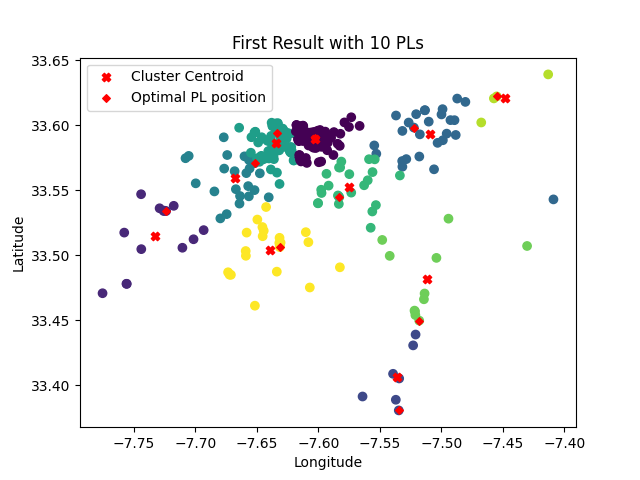 First Result with 10 PLs
33.65
33.60
33.55
33.50
33.45
33.40
Latitude
Cluster Centroid
Optimal PL position
−7.75
−7.70
−7.65
−7.60
−7.55
−7.50
−7.45
−7.40
Longitude